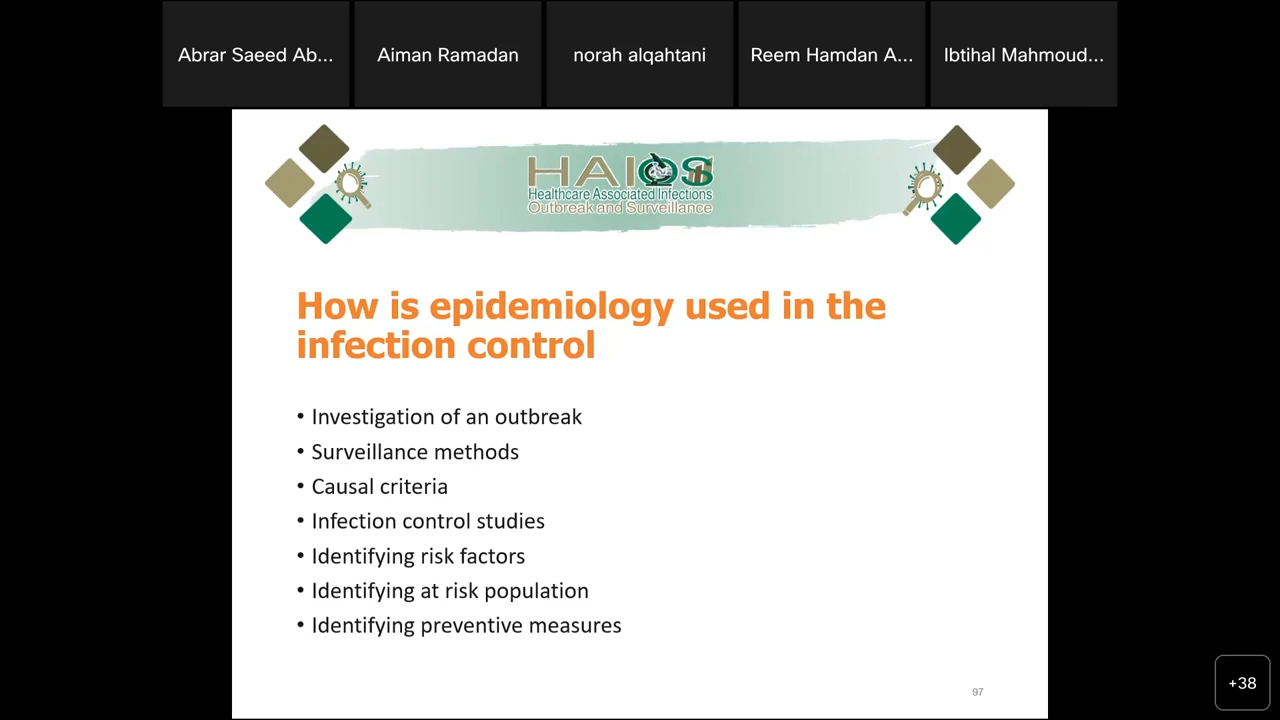 Abrar Saeed Ab...
Aiman Ramadan
norah alqahtani
Reem Hamdan A...
Ibtihal Mahmoud...
HAIOS
Healthcare Associated Infections
Outbreak and Surveillance
How is epidemiology used in the
infection control
• Investigation of an outbreak
• Surveillance methods
• Causal criteria
• Infection control studies
• Identifying risk factors
• Identifying at risk population
• Identifying preventive measures
97
+38